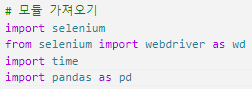 # 모듈 가져오기
import selenium
from selenium import webdriver as wd
import time
import pandas as pd